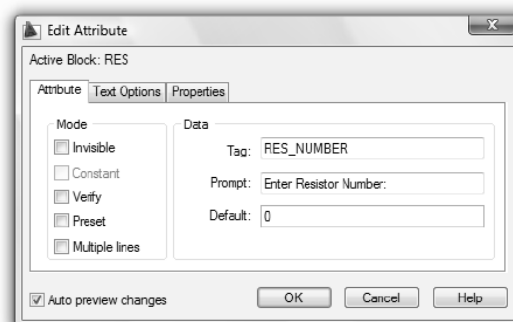 Edit Attribute
Active Block: RES
Attribute Text Options Properties
Mode
Invisible
Constant
Verify
Preset
Multiple lines
Data
Tag: RES_NUMBER
Prompt: Enter Resistor Number:
Default: 0
Auto preview changes
OK Cancel Help